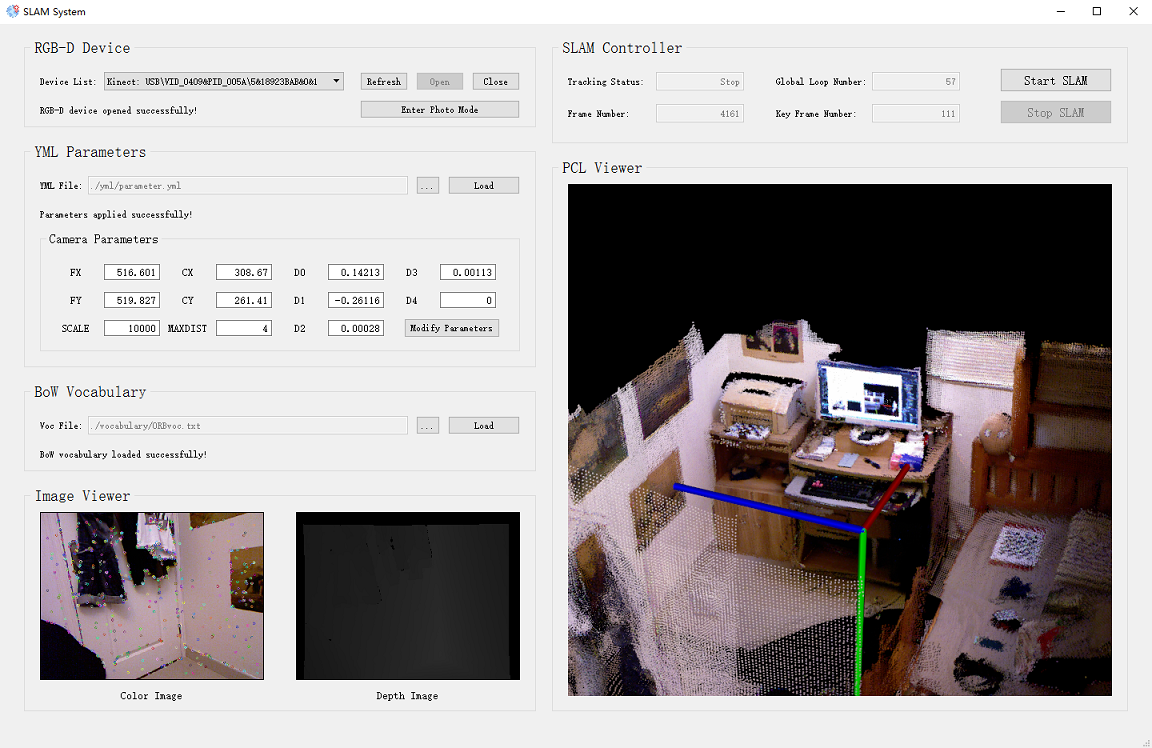 SLAM System
RGB-D Device
Device List: Kinect: USB\VID_0409&PID_005A\5&18923BAB&0&1 Refresh Open Close
RGB-D device opened successfully! Enter Photo Mode
YML Parameters
YML File: ./yml/parameter.yml ... Load
Parameters applied successfully!
Camera Parameters
FX 516.601 CX 308.67 D0 0.14213 D3 0.00113
FY 519.827 CY 261.41 D1 -0.26116 D4 0
SCALE 10000 MAXDIST 4 D2 0.00028 Modify Parameters
BoW Vocabulary
Voc File: ./vocabulary/ORBvoc.txt ... Load
BoW vocabulary loaded successfully!
Image Viewer
Color Image Depth Image
SLAM Controller
Tracking Status: Stop Global Loop Number: 57 Start SLAM
Frame Number: 4161 Key Frame Number: 111 Stop SLAM
PCL Viewer